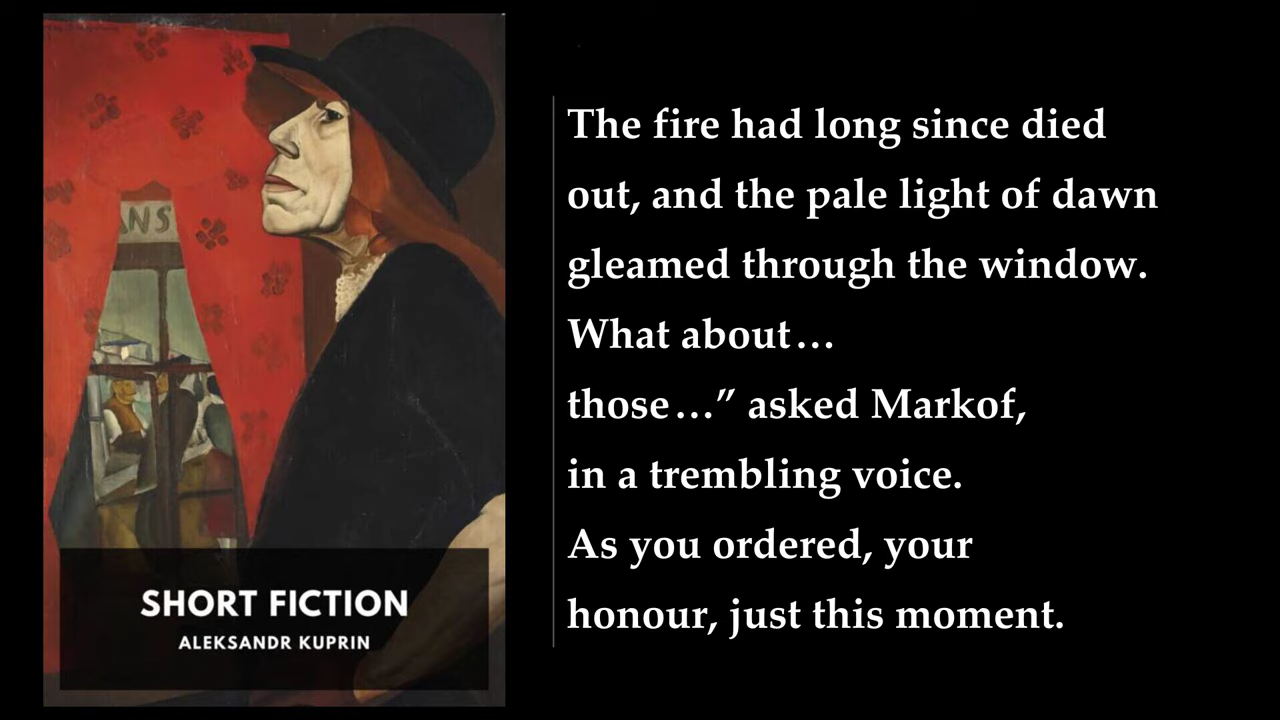 ANS
SHORT FICTION
ALEKSANDR KUPRIN
The fire had long since died
out, and the pale light of dawn
gleamed through the window.
What about…
those…” asked Markof,
in a trembling voice.
As you ordered, your
honour, just this moment.